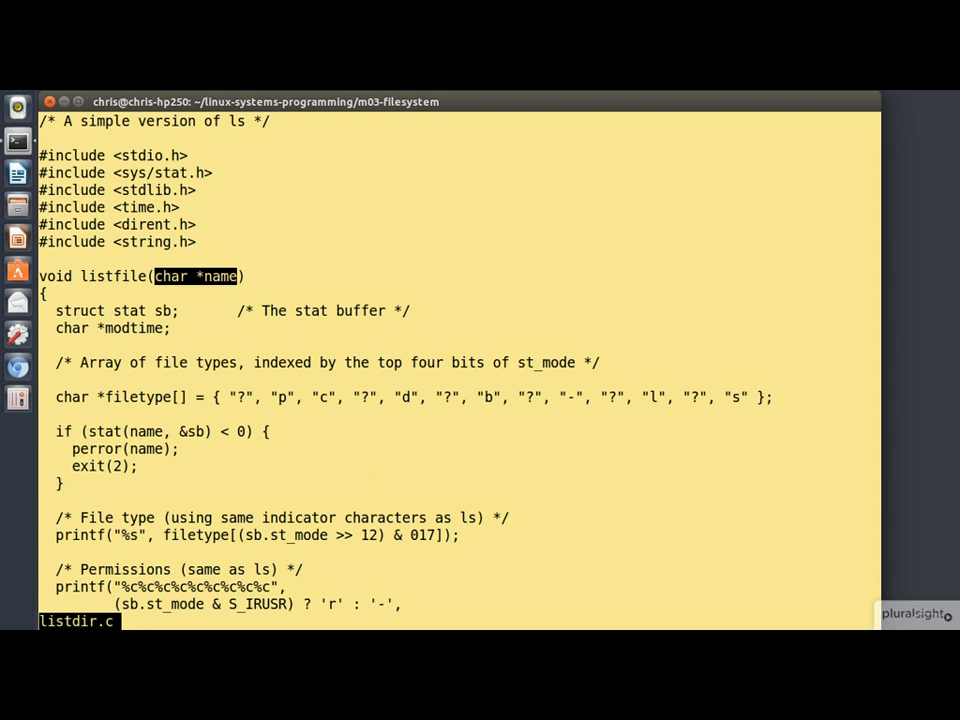 chris@chris-hp250: ~/linux-systems-programming/m03-filesystem
/* A simple version of ls */
#include <stdio.h>
#include <sys/stat.h>
#include <stdlib.h>
#include <time.h>
#include <dirent.h>
#include <string.h>
void listfile(char *name)
{
  struct stat sb;       /* The stat buffer */
  char *modtime;
  /* Array of file types, indexed by the top four bits of st_mode */
  char *filetype[] = { "?", "p", "c", "?", "d", "?", "b", "?", "-", "?", "l", "?", "s" };
  if (stat(name, &sb) < 0) {
    perror(name);
    exit(2);
  }
  /* File type (using same indicator characters as ls) */
  printf("%s", filetype[(sb.st_mode >> 12) & 017]);
  /* Permissions (same as ls) */
  printf("%c%c%c%c%c%c%c%c%c",
         (sb.st_mode & S_IRUSR) ? 'r' : '-',
listdir.c
pluralsight